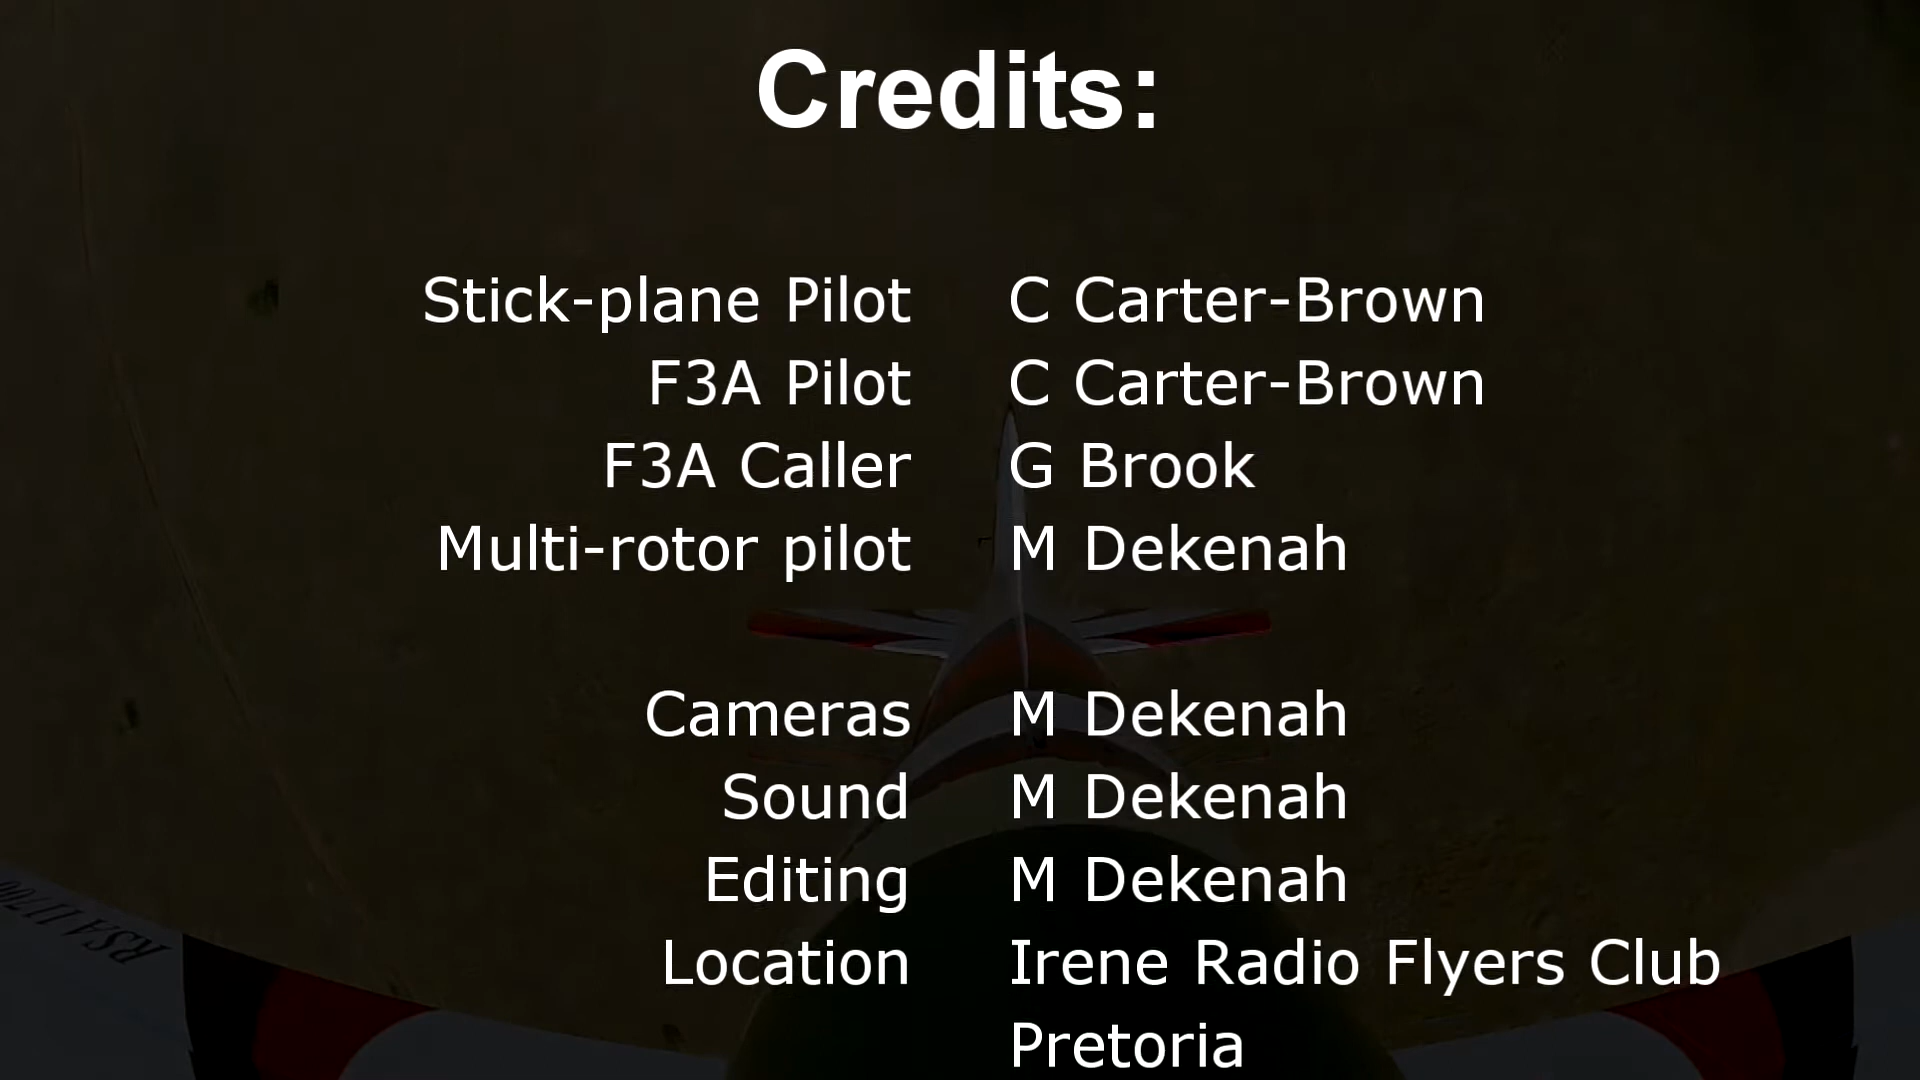 Credits:
Stick-plane Pilot C Carter-Brown
F3A Pilot C Carter-Brown
F3A Caller G Brook
Multi-rotor pilot M Dekenah
Cameras M Dekenah
Sound M Dekenah
Editing M Dekenah
Location Irene Radio Flyers Club
Pretoria
RSA